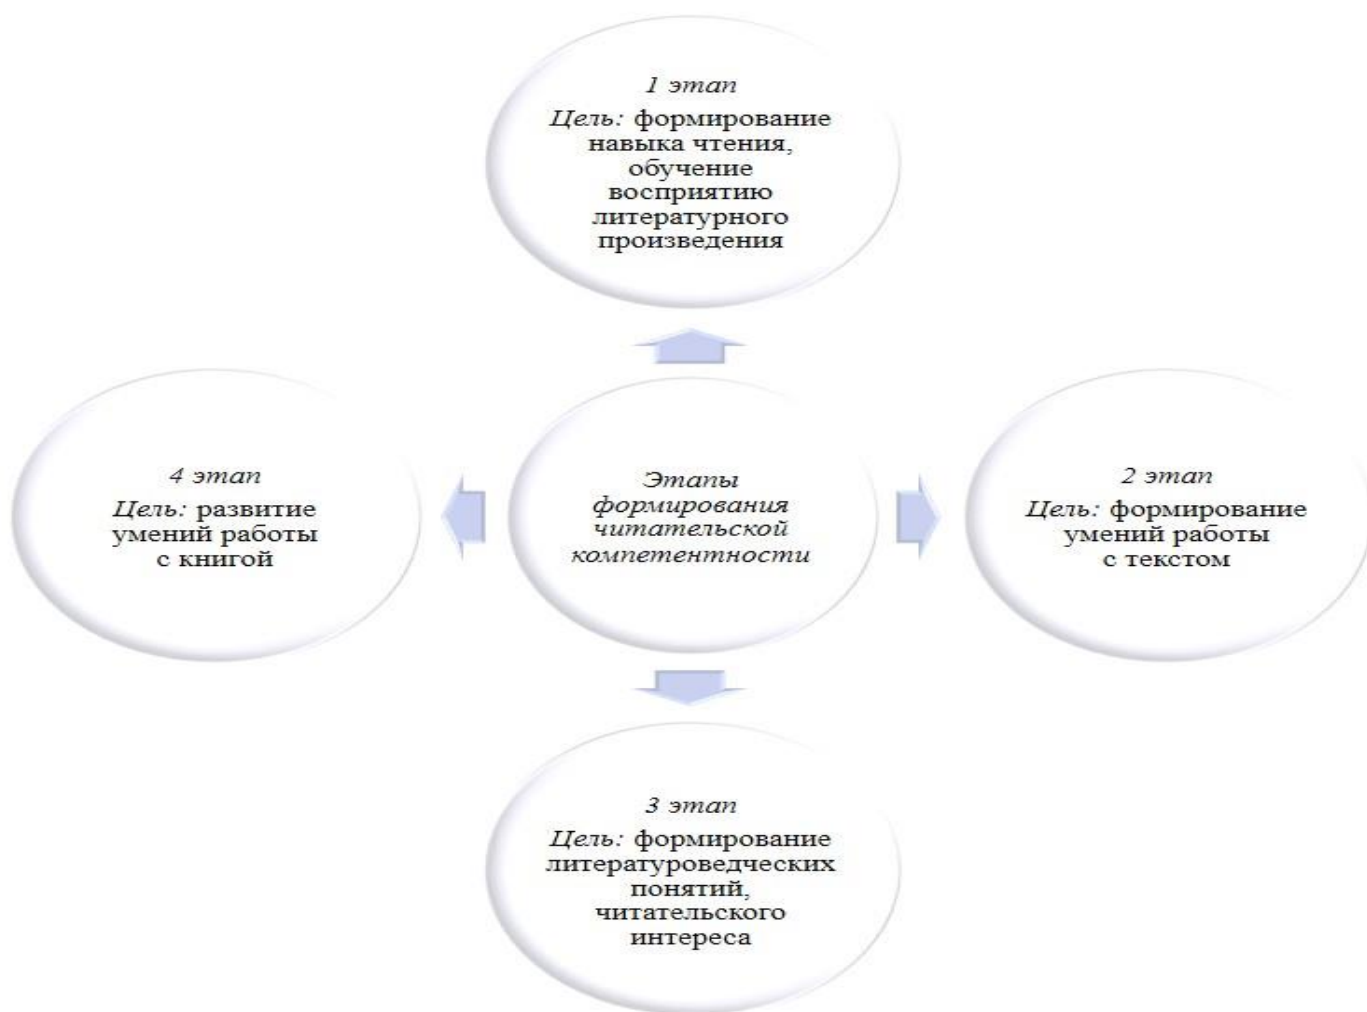 1 этап
Цель: формирование
навыка чтения,
обучение
восприятию
литературного
произведения
4 этап
Цель: развитие
умений работы
с книгой
Этапы
формирования
читательской
компетентности
2 этап
Цель: формирование
умений работы
с текстом
3 этап
Цель: формирование
литературоведческих
понятий,
читательского
интереса